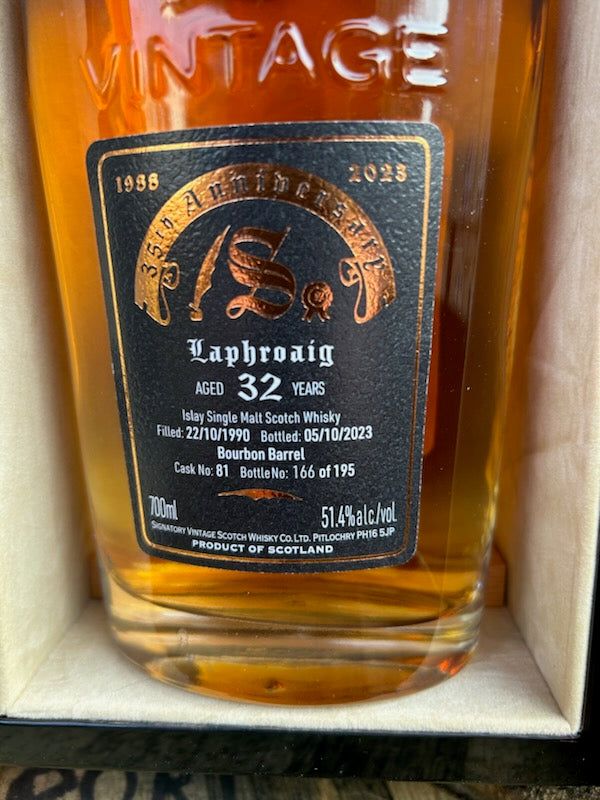 VINTAGE
1988 2023
35th Anniversary
S
Laphroaig
AGED 32 YEARS
Islay Single Malt Scotch Whisky
Filled: 22/10/1990 Bottled: 05/10/2023
Bourbon Barrel
Cask No: 81 Bottle No: 166 of 195
700ml 51.4%alc./vol.
SIGNATORY VINTAGE SCOTCH WHISKY CO. LTD. PITLOCHRY PH16 5JP
PRODUCT OF SCOTLAND